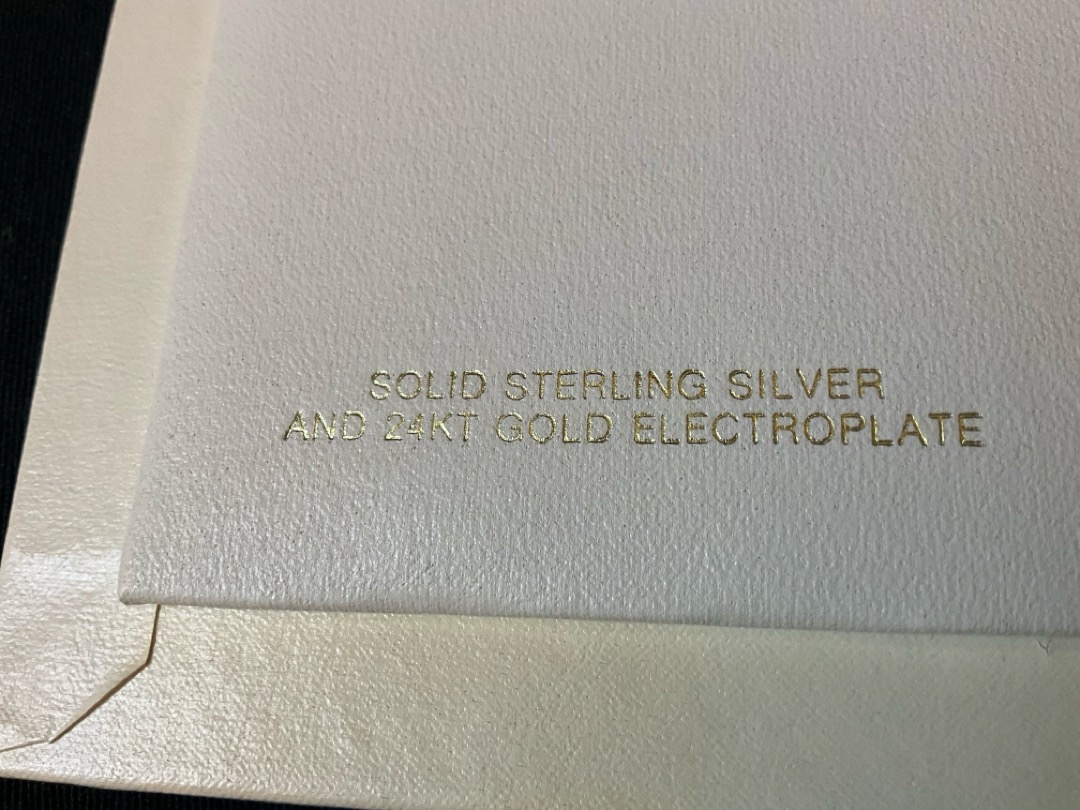 SOLID STERLING SILVER
AND 24KT GOLD ELECTROPLATE